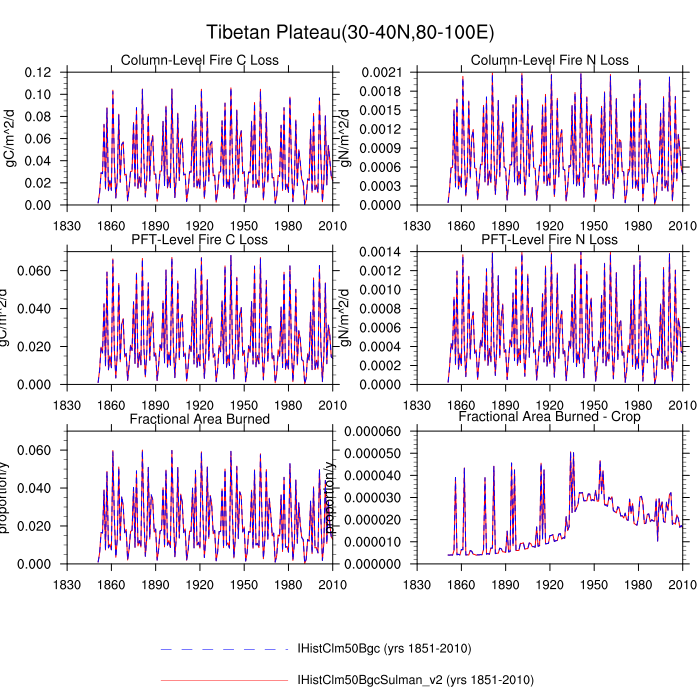 Tibetan Plateau(30-40N,80-100E)
Column-Level Fire C Loss
gC/m^2/d
0.12
0.10
0.08
0.06
0.04
0.02
0.00
1830 1860 1890 1920 1950 1980 2010
Column-Level Fire N Loss
gN/m^2/d
0.0021
0.0018
0.0015
0.0012
0.0009
0.0006
0.0003
0.0000
1830 1860 1890 1920 1950 1980 2010
PFT-Level Fire C Loss
gC/m^2/d
0.060
0.040
0.020
0.000
1830 1860 1890 1920 1950 1980 2010
PFT-Level Fire N Loss
gN/m^2/d
0.0014
0.0012
0.0010
0.0008
0.0006
0.0004
0.0002
0.0000
1830 1860 1890 1920 1950 1980 2010
Fractional Area Burned
proportion/y
0.060
0.040
0.020
0.000
1830 1860 1890 1920 1950 1980 2010
Fractional Area Burned - Crop
proportion/y
0.000060
0.000050
0.000040
0.000030
0.000020
0.000010
0.000000
1830 1860 1890 1920 1950 1980 2010
IHistClm50Bgc (yrs 1851-2010)
IHistClm50BgcSulman_v2 (yrs 1851-2010)